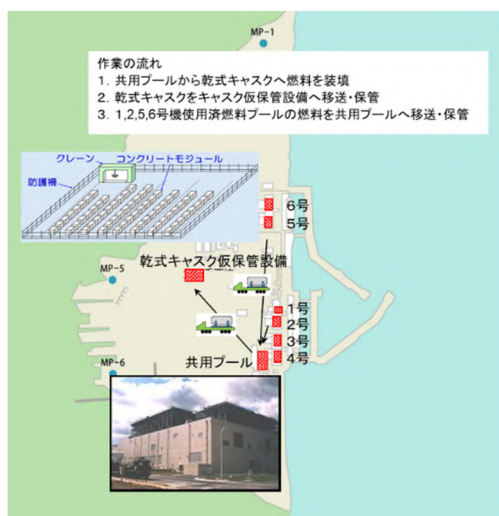 MP-1
作業の流れ
1. 共用プールから乾式キャスクへ燃料を装填
2. 乾式キャスクをキャスク仮保管設備へ移送・保管
3. 1,2,5,6号機使用済燃料プールの燃料を共用プールへ移送・保管
クレーン コンクリートモジュール
防護柵
6号
5号
乾式キャスク仮保管設備
MP-5
1号
2号
3号
4号
共用プール
MP-6